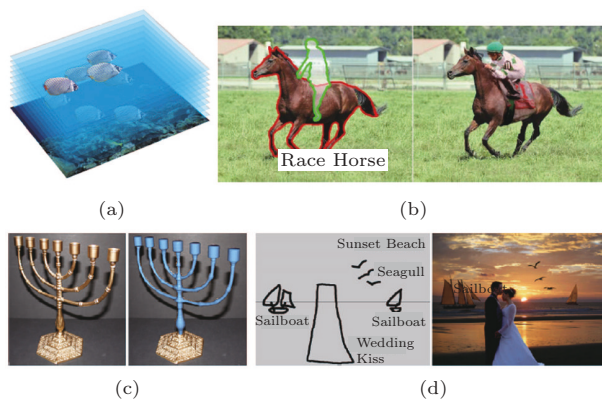 Race Horse
(a)
(b)
Sunset Beach
Seagull
Sailboat
Sailboat
Wedding
Kiss
Sailboat
(c)
(d)